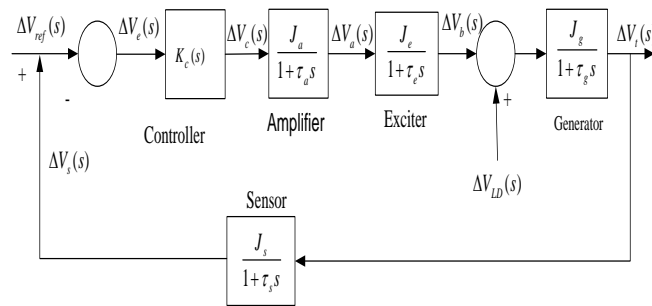 ΔV_ref(s)
+
-
ΔV_e(s)
K_c(s)
Controller
ΔV_c(s)
J_a
1+τ_a s
Amplifier
ΔV_a(s)
J_e
1+τ_e s
Exciter
ΔV_b(s)
+
ΔV_LD(s)
J_g
1+τ_g s
Generator
ΔV_t(s)
ΔV_s(s)
Sensor
J_s
1+τ_s s